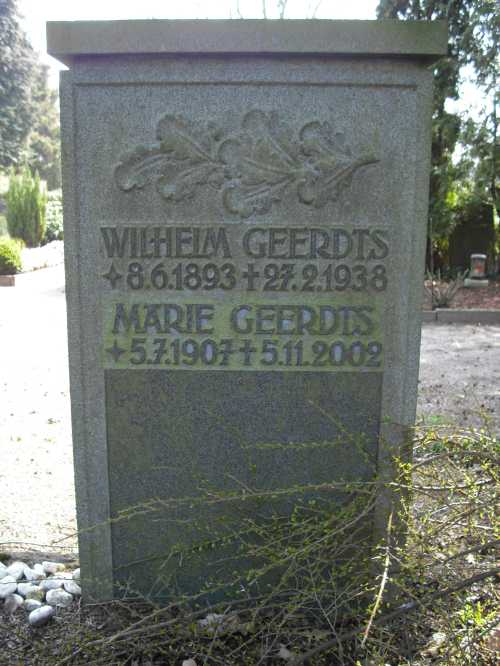 WILHELM GEERDTS
✦8.6.1893 ✝27.2.1938
MARIE GEERDTS
✦5.7.1907✝5.11.2002